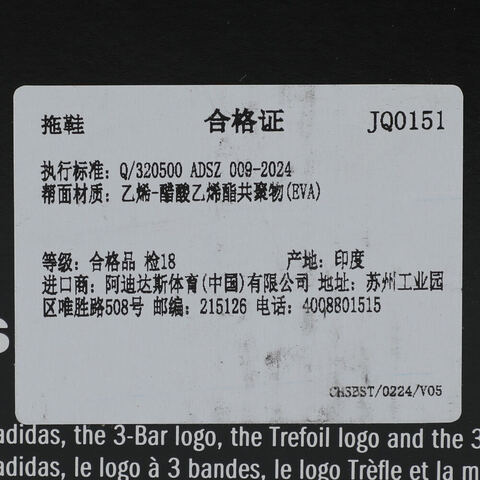 拖鞋 合格证 JQ0151
执行标准: Q/320500 ADSZ 009-2024
帮面材质: 乙烯-醋酸乙烯酯共聚物(EVA)
等级: 合格品 检18 产地: 印度
进口商: 阿迪达斯体育(中国)有限公司 地址: 苏州工业园
区唯胜路508号 邮编: 215126 电话: 4008801515
s
CHSBST/0224/V05
adidas, the 3-Bar logo, the Trefoil logo and the 3
adidas, le logo à 3 bandes, le logo Trèfle et la m